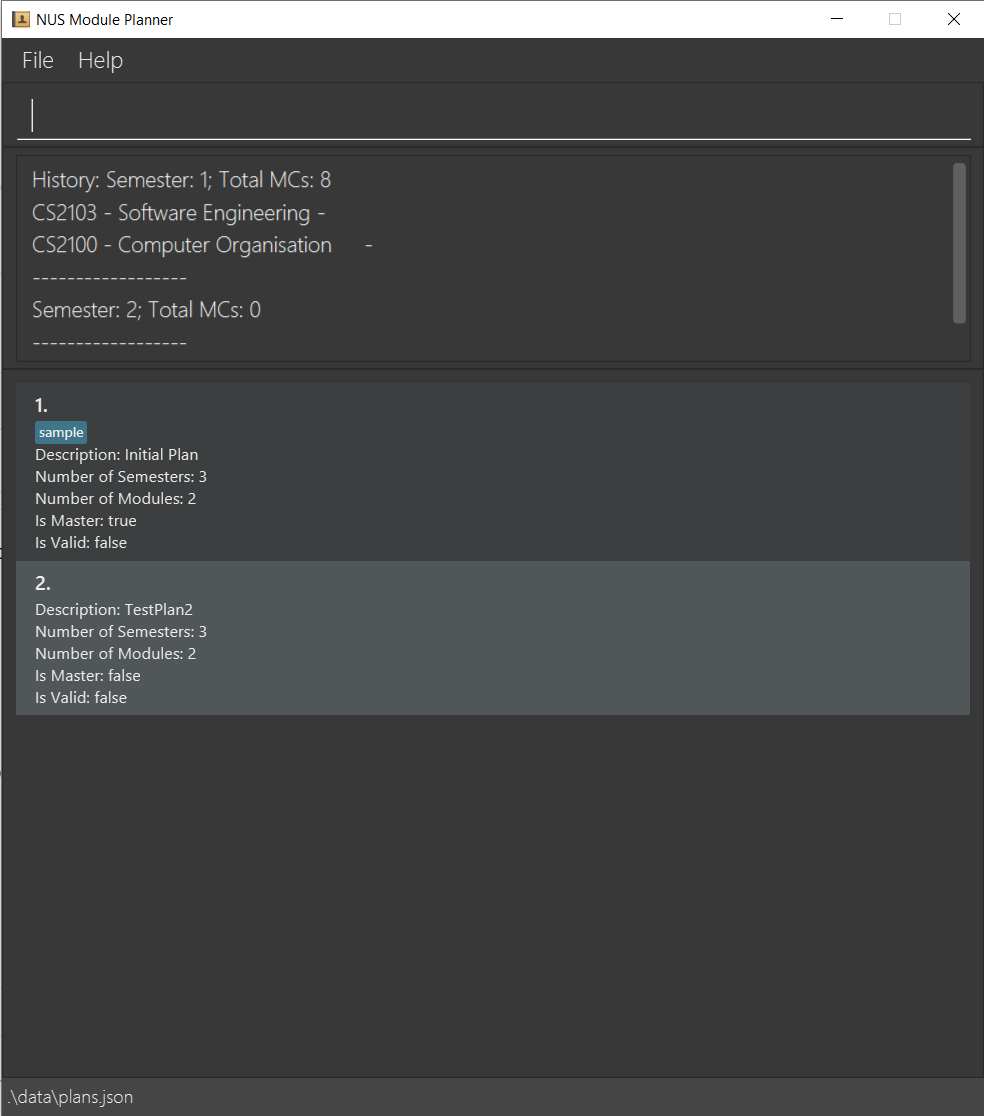 NUS Module Planner
File Help
History: Semester: 1; Total MCs: 8
CS2103 - Software Engineering -
CS2100 - Computer Organisation -
------------------
Semester: 2; Total MCs: 0
------------------
1.
sample
Description: Initial Plan
Number of Semesters: 3
Number of Modules: 2
Is Master: true
Is Valid: false
2.
Description: TestPlan2
Number of Semesters: 3
Number of Modules: 2
Is Master: false
Is Valid: false
.\data\plans.json